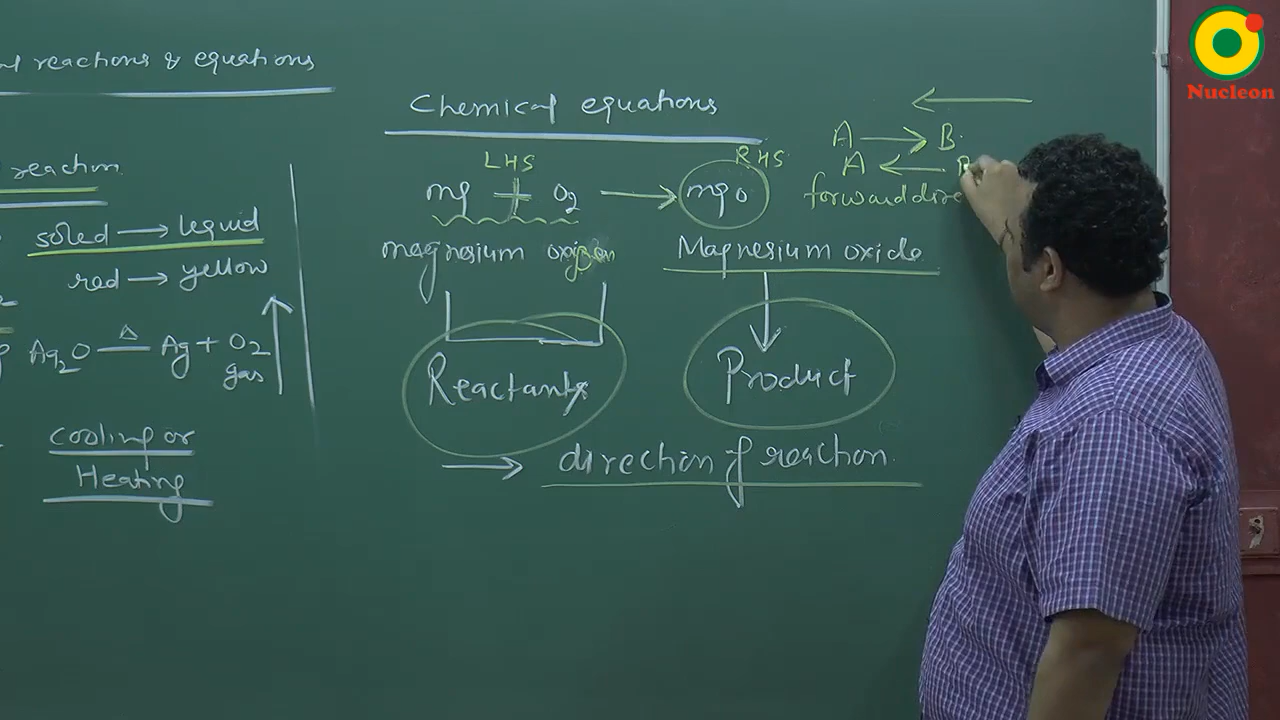 reactions & equations
reaction
solid → liquid
red → yellow
Ag2O —Δ— Ag + O2
gas
cooling or
Heating
Chemical equations
LHS RHS
mg + O2 → mgo
magnesium oxigen Magnesium oxide
Reactants Product
→ direction of reaction
A → B
A ←
forward dire
Nucleon